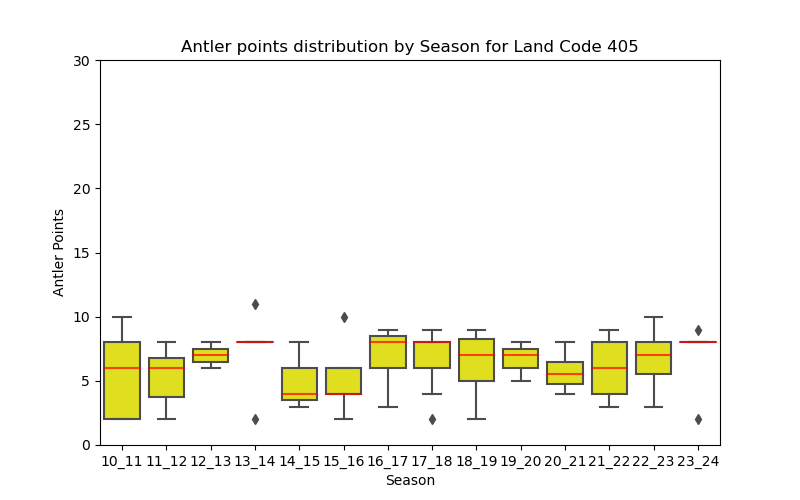 Antler points distribution by Season for Land Code 405
30
25
20
15
10
5
0
Antler Points
10_11 11_12 12_13 13_14 14_15 15_16 16_17 17_18 18_19 19_20 20_21 21_22 22_23 23_24
Season